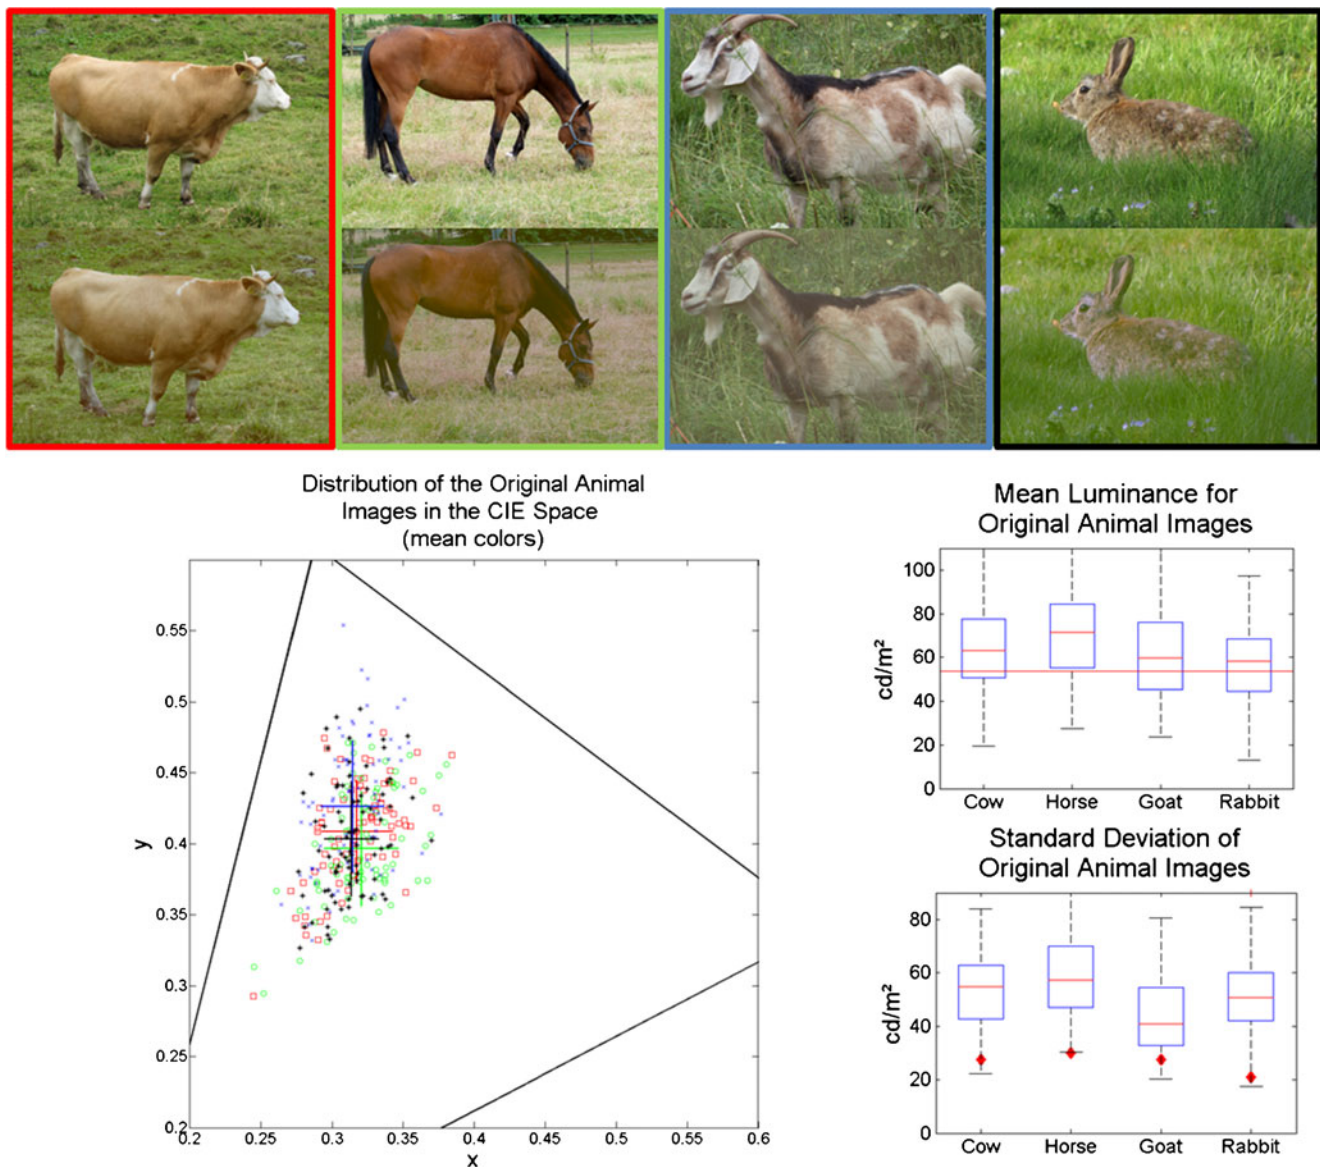 Distribution of the Original Animal
Images in the CIE Space
(mean colors)
0.55
0.5
0.45
0.4
0.35
0.3
0.25
0.2
y
0.2 0.25 0.3 0.35 0.4 0.45 0.5 0.55 0.6
x
Mean Luminance for
Original Animal Images
100
80
60
40
20
0
cd/m²
Cow Horse Goat Rabbit
Standard Deviation of
Original Animal Images
80
60
40
20
0
cd/m²
Cow Horse Goat Rabbit